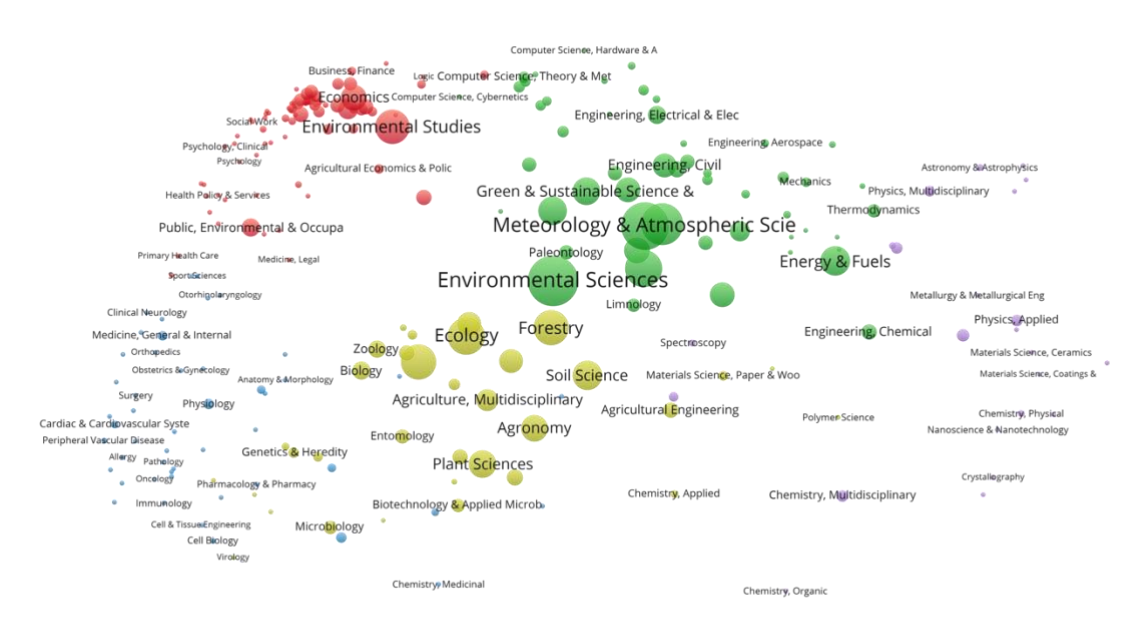 Computer Science, Hardware & A
Business, Finance
Logic
Computer Science, Theory & Met
Economics
Computer Science, Cybernetics
Social Work
Environmental Studies
Engineering, Electrical & Elec
Psychology, Clinical
Psychology
Engineering, Aerospace
Agricultural Economics & Polic
Engineering, Civil
Astronomy & Astrophysics
Mechanics
Health Policy & Services
Green & Sustainable Science &
Physics, Multidisciplinary
Thermodynamics
Public, Environmental & Occupa
Meteorology & Atmospheric Scie
Primary Health Care
Medicine, Legal
Paleontology
Energy & Fuels
Sport Sciences
Environmental Sciences
Otorhinolaryngology
Metallurgy & Metallurgical Eng
Limnology
Clinical Neurology
Physics, Applied
Medicine, General & Internal
Ecology
Forestry
Engineering, Chemical
Spectroscopy
Orthopedics
Zoology
Materials Science, Ceramics
Obstetrics & Gynecology
Biology
Soil Science
Materials Science, Paper & Woo
Materials Science, Coatings &
Anatomy & Morphology
Surgery
Physiology
Agriculture, Multidisciplinary
Agricultural Engineering
Polymer Science
Chemistry, Physical
Cardiac & Cardiovascular Syste
Agronomy
Nanoscience & Nanotechnology
Peripheral Vascular Disease
Entomology
Genetics & Heredity
Allergy
Pathology
Plant Sciences
Oncology
Pharmacology & Pharmacy
Crystallography
Immunology
Biotechnology & Applied Microb
Chemistry, Applied
Chemistry, Multidisciplinary
Cell & Tissue Engineering
Microbiology
Cell Biology
Virology
Chemistry, Medicinal
Chemistry, Organic